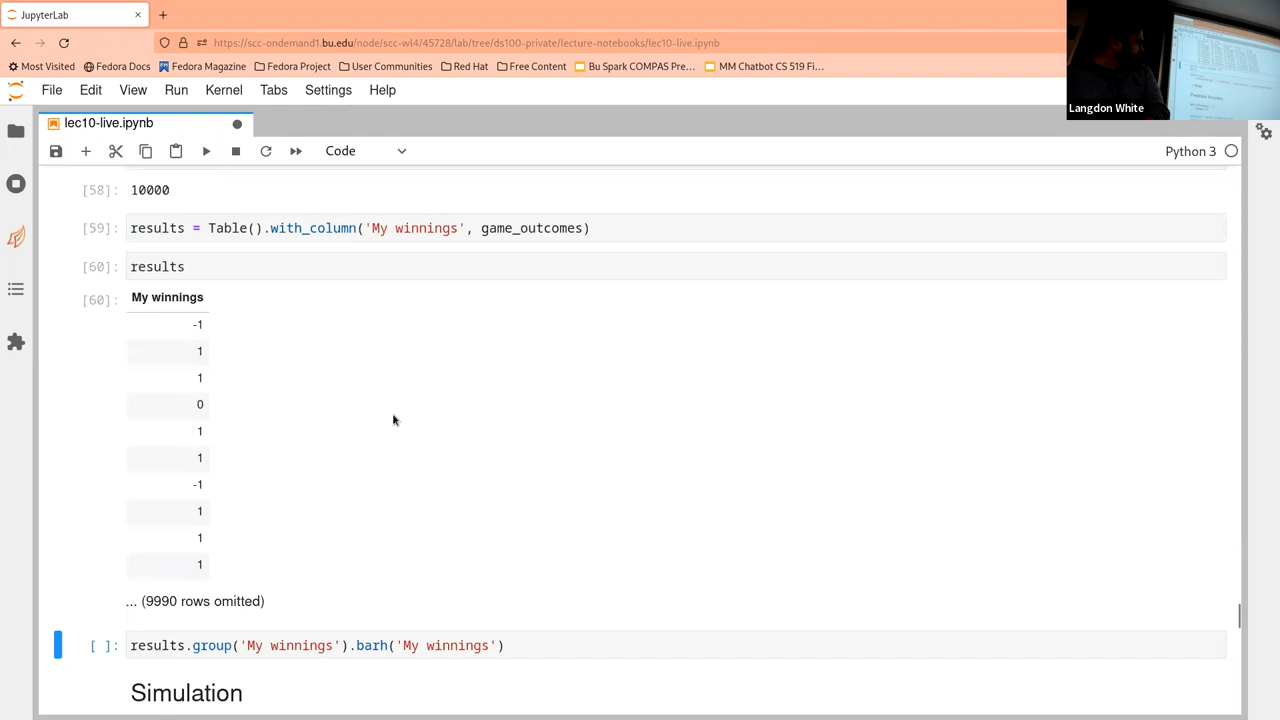 JupyterLab
https://scc-ondemand1.bu.edu/node/scc-wl4/45728/lab/tree/ds100-private/lecture-notebooks/lec10-live.ipynb
Most Visited Fedora Docs Fedora Magazine Fedora Project User Communities Red Hat Free Content Bu Spark COMPAS Pre... MM Chatbot CS 519 Fi...
File Edit View Run Kernel Tabs Settings Help
Langdon White
lec10-live.ipynb
Code Python 3
[58]: 10000
[59]: results = Table().with_column('My winnings', game_outcomes)
[60]: results
[60]: My winnings
-1
1
1
0
1
1
-1
1
1
1
... (9990 rows omitted)
[ ]: results.group('My winnings').barh('My winnings')
Simulation